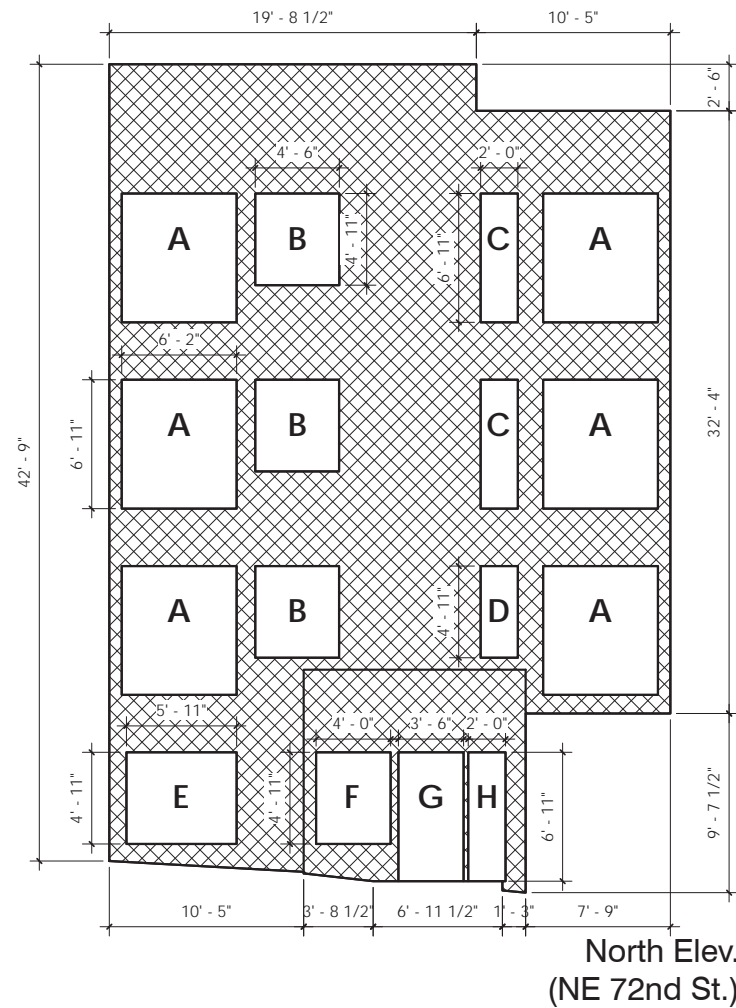 19' - 8 1/2" 10' - 5"
2' - 6"
4' - 6" 2' - 0"
A B 4' - 11" 6' - 11" C A
6' - 2"
42' - 9" 6' - 11" A B C A 32' - 4"
A B 4' - 11" D A
5' - 11" 4' - 0" 3' - 6" 2' - 0"
4' - 11" E 4' - 11" F G H 6' - 11" 9' - 7 1/2"
10' - 5" 3' - 8 1/2" 6' - 11 1/2" 1' - 3" 7' - 9"
North Elev.
(NE 72nd St.)